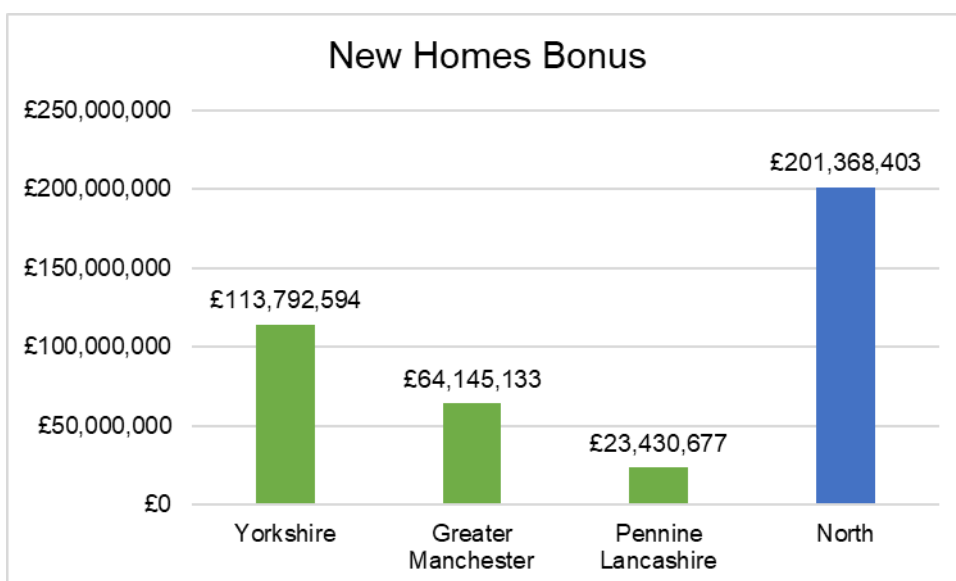 New Homes Bonus
£250,000,000
£200,000,000
£150,000,000
£100,000,000
£50,000,000
£0
£113,792,594
£64,145,133
£23,430,677
£201,368,403
Yorkshire
Greater
Manchester
Pennine
Lancashire
North